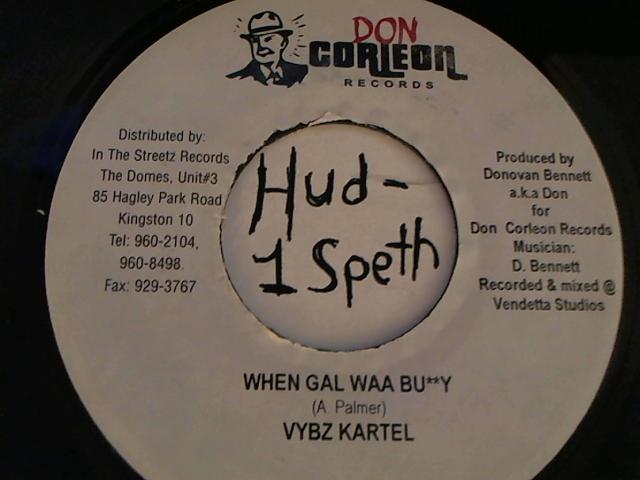 DON
CORLEON
RECORDS
Distributed by:
In The Streetz Records
The Domes, Unit#3
85 Hagley Park Road
Kingston 10
Tel: 960-2104,
960-8498.
Fax: 929-3767
Hud-
1 Speth
Produced by
Donovan Bennett
a.k.a Don
for
Don Corleon Records
Musician:
D. Bennett
Recorded & mixed @
Vendetta Studios
WHEN GAL WAA BU**Y
(A. Palmer)
VYBZ KARTEL